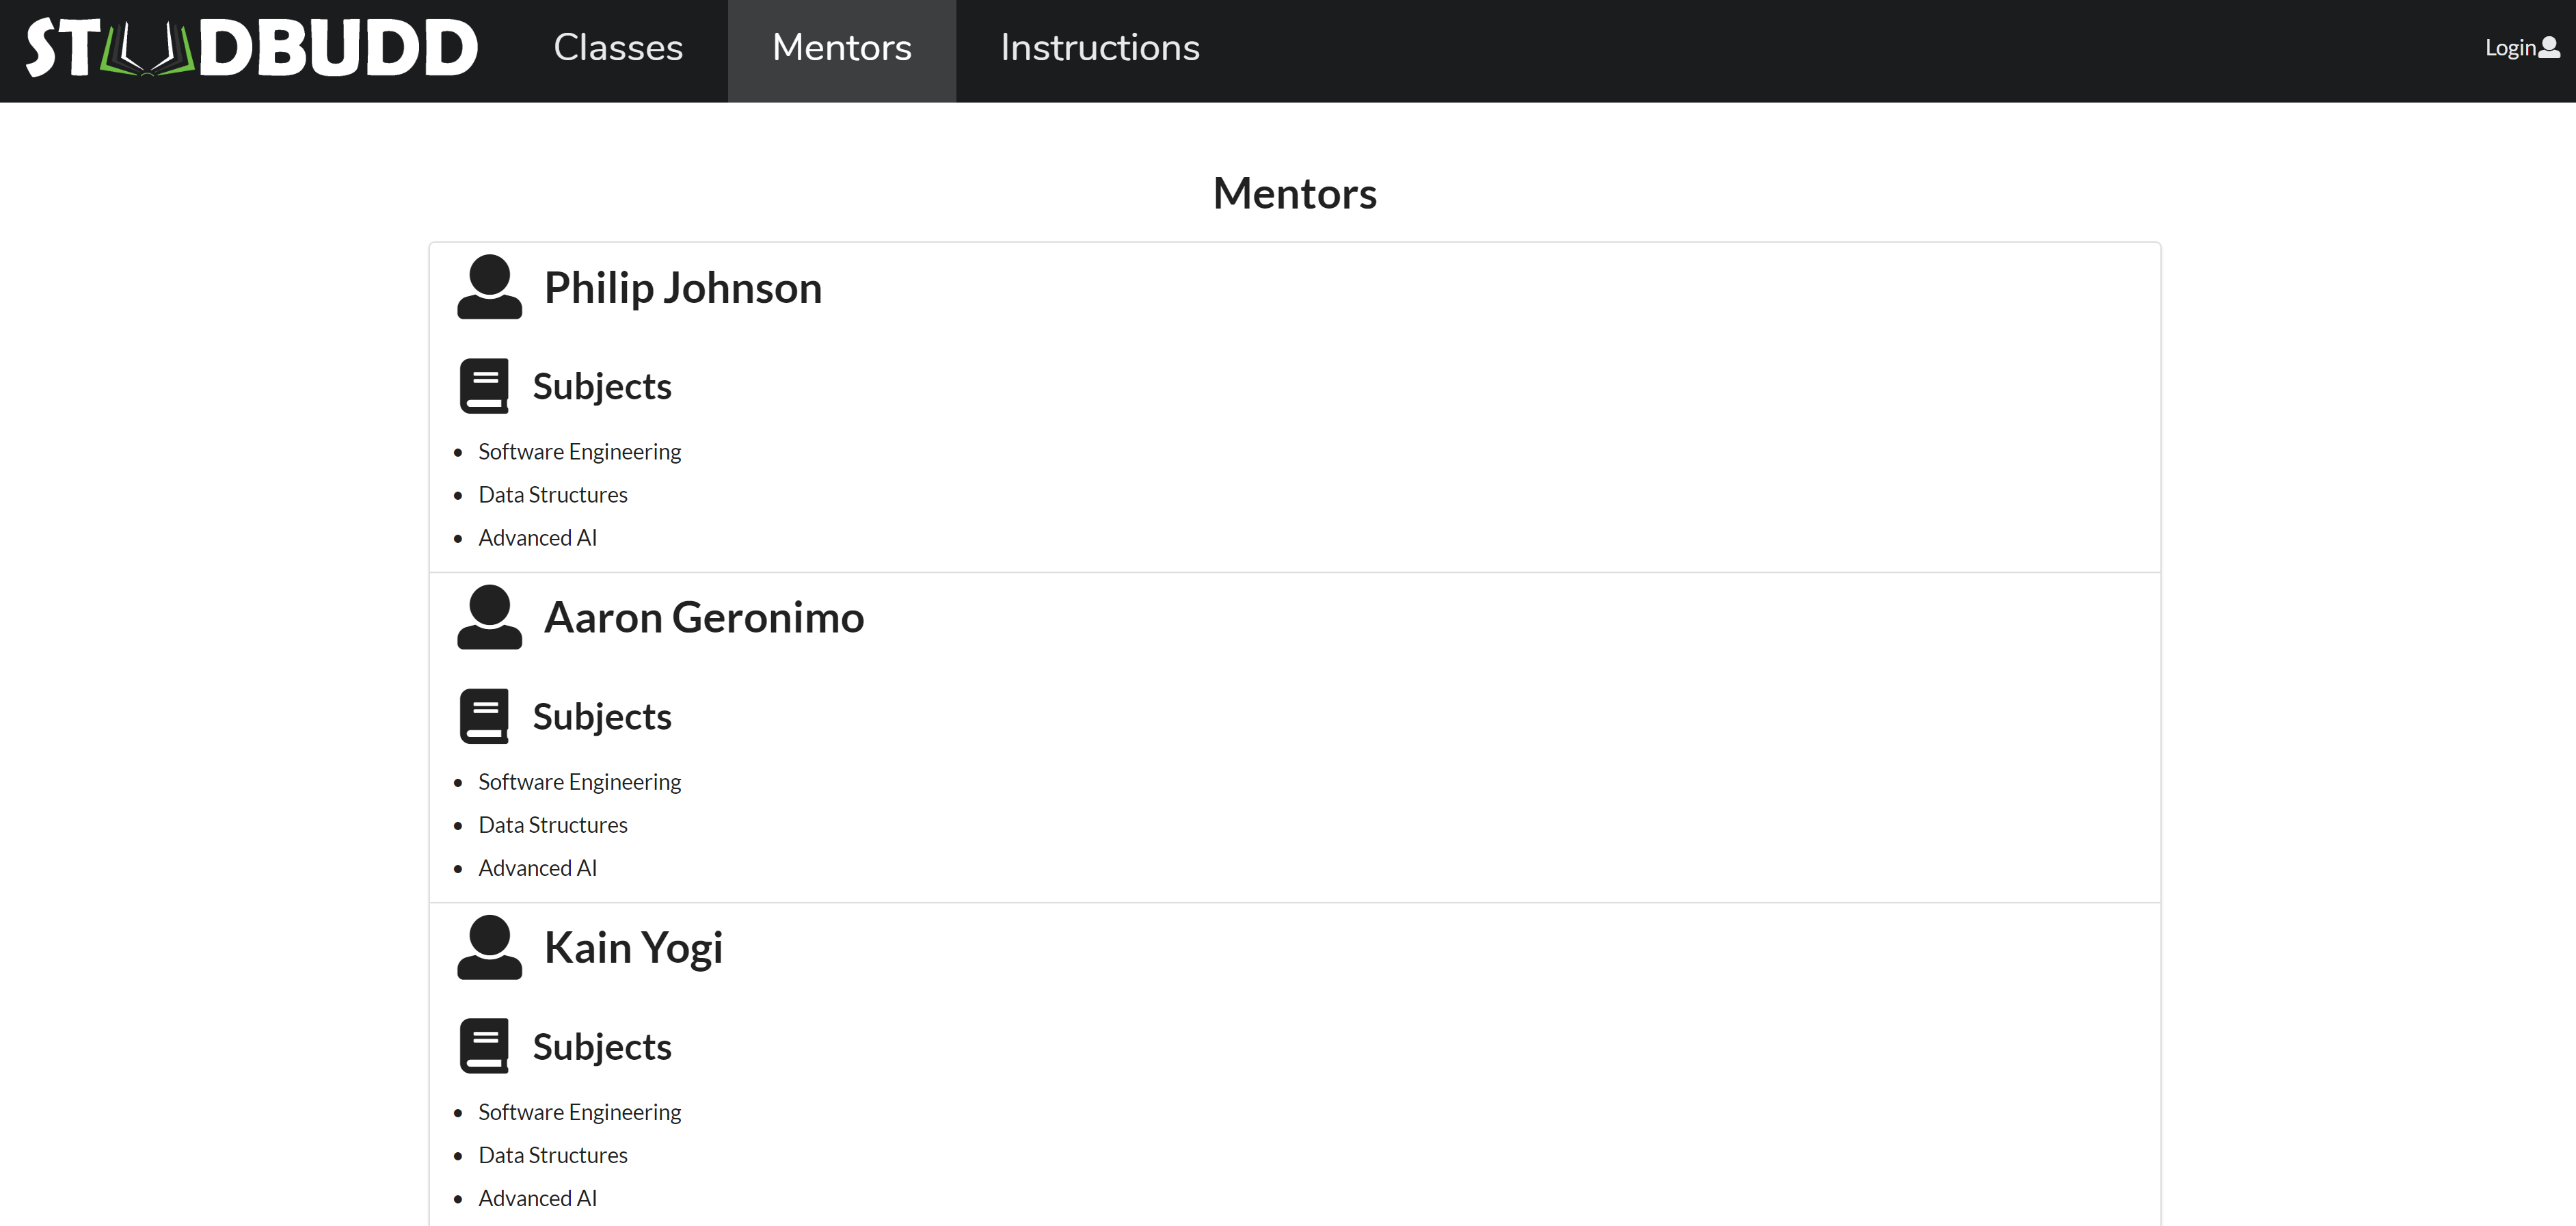 STUDBUDD Classes Mentors Instructions Login
Mentors
Philip Johnson
Subjects
• Software Engineering
• Data Structures
• Advanced AI
Aaron Geronimo
Subjects
• Software Engineering
• Data Structures
• Advanced AI
Kain Yogi
Subjects
• Software Engineering
• Data Structures
• Advanced AI